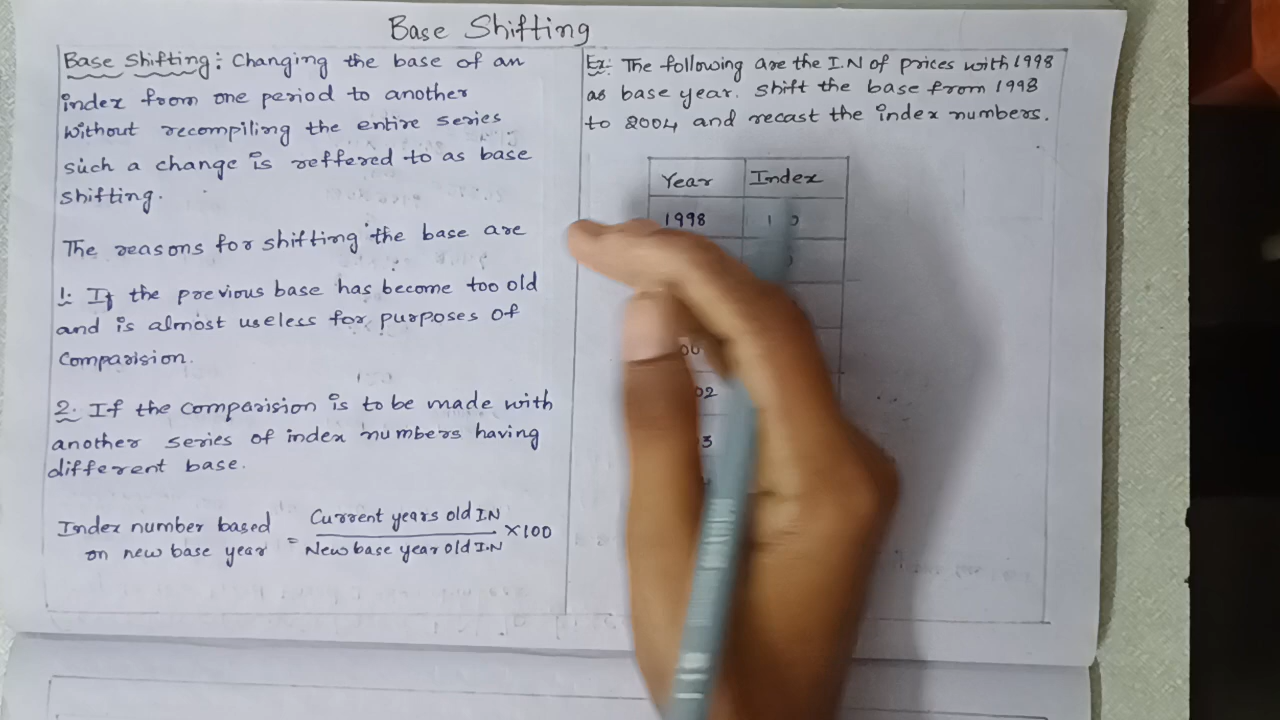 Base Shifting
Base Shifting: Changing the base of an
index from one period to another
without recompiling the entire series
such a change is reffered to as base
shifting.
The reasons for shifting the base are
1. If the previous base has become too old
and is almost useless for purposes of
comparision.
2. If the comparision is to be made with
another series of index numbers having
different base.
Index number based on new base year = Current years old IN / New base year old I.N × 100
Ex: The following are the I.N of prices with 1998
as base year. Shift the base from 1998
to 2004 and recast the index numbers.
Year Index
1998